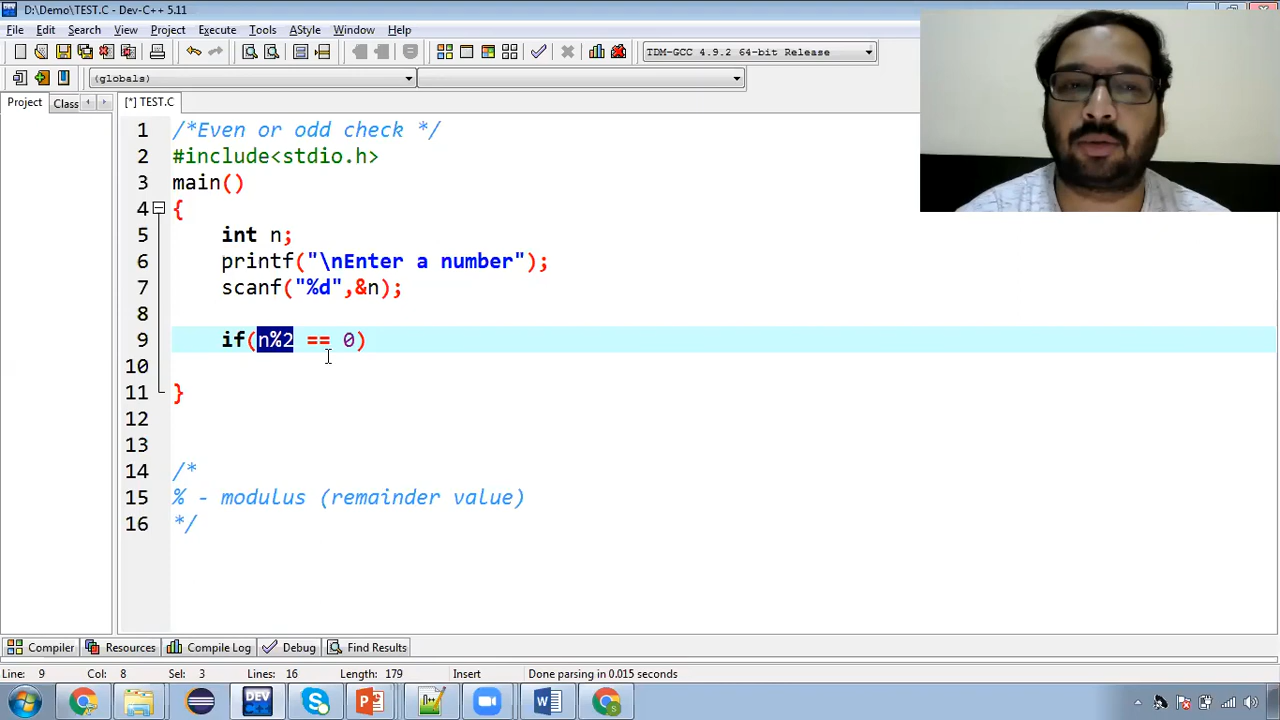 D:\Demo\TEST.C - Dev-C++ 5.11
File Edit Search View Project Execute Tools AStyle Window Help
TDM-GCC 4.9.2 64-bit Release
(globals)
Project Class [*] TEST.C
1 /*Even or odd check */
2 #include<stdio.h>
3 main()
4 {
5 int n;
6 printf("\nEnter a number");
7 scanf("%d",&n);
8
9 if(n%2 == 0)
10
11 }
12
13
14 /*
15 % - modulus (remainder value)
16 */
Compiler Resources Compile Log Debug Find Results
Line: 9 Col: 8 Sel: 3 Lines: 16 Length: 179 Insert Done parsing in 0.015 seconds
DEV C++